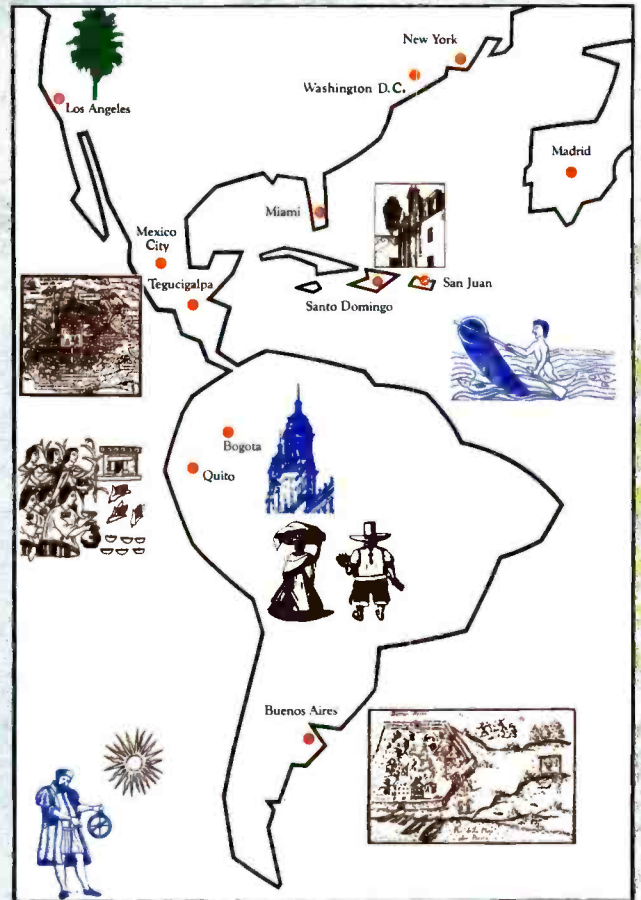 New York
Washington D.C.
Los Angeles
Madrid
Miami
Mexico
City
Tegucigalpa
San Juan
Santo Domingo
Bogota
Quito
Buenos Aires